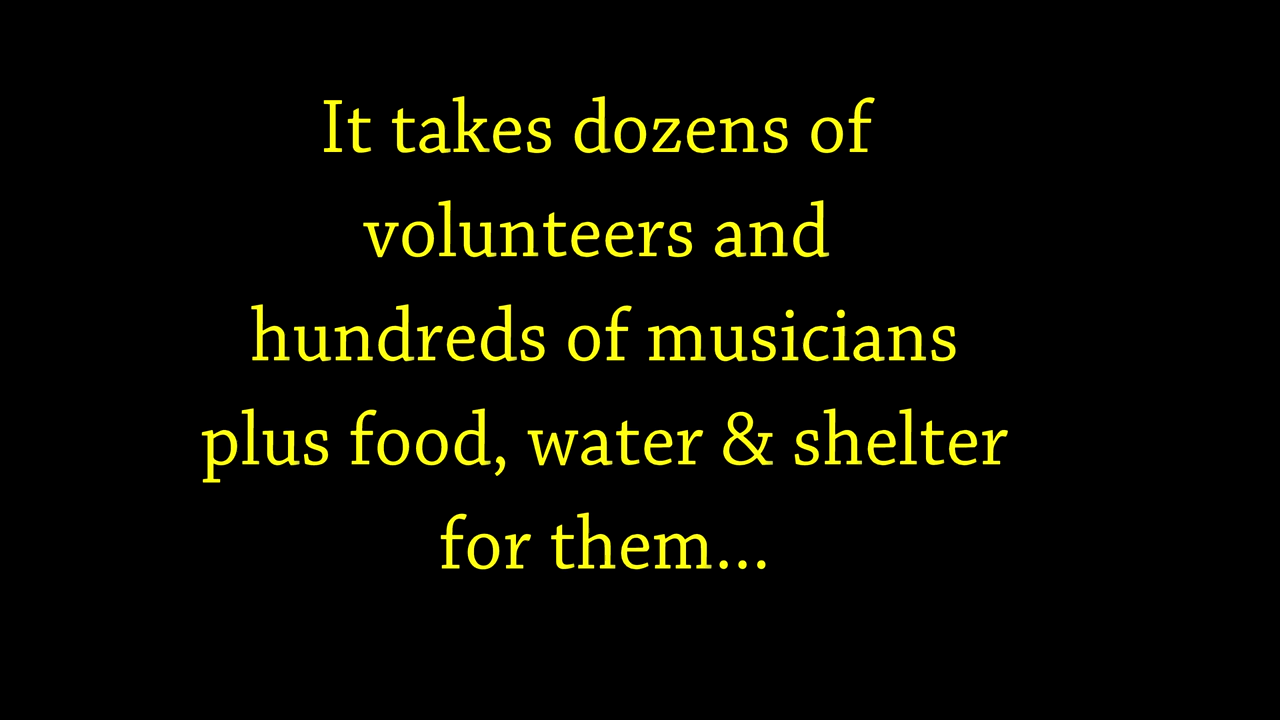 It takes dozens of
volunteers and
hundreds of musicians
plus food, water & shelter
for them...